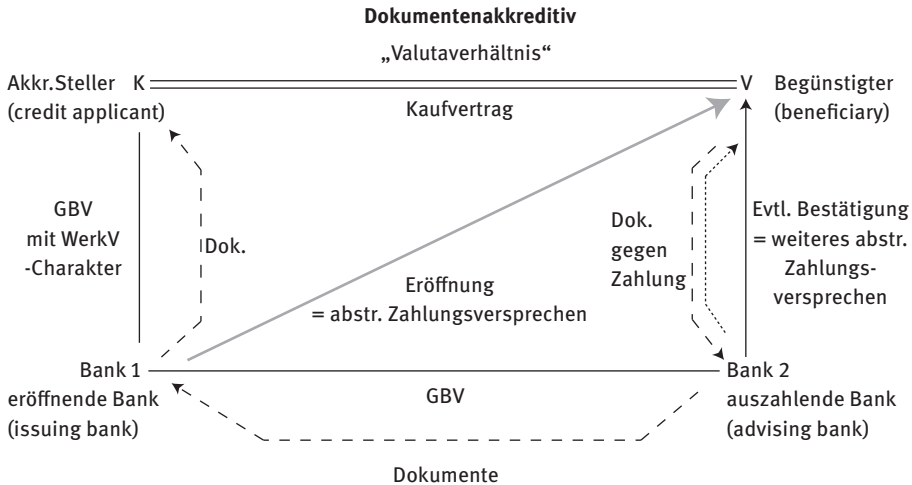 Dokumentenakkreditiv
„Valutaverhältnis“
Akkr.Steller K
V Begünstigter
(credit applicant)
Kaufvertrag
(beneficiary)
GBV
mit WerkV
-Charakter
Dok.
Eröffnung
= abstr. Zahlungsversprechen
Dok.
gegen
Zahlung
Evtl. Bestätigung
= weiteres abstr.
Zahlungs-
versprechen
Bank 1
eröffnende Bank
(issuing bank)
GBV
Bank 2
auszahlende Bank
(advising bank)
Dokumente